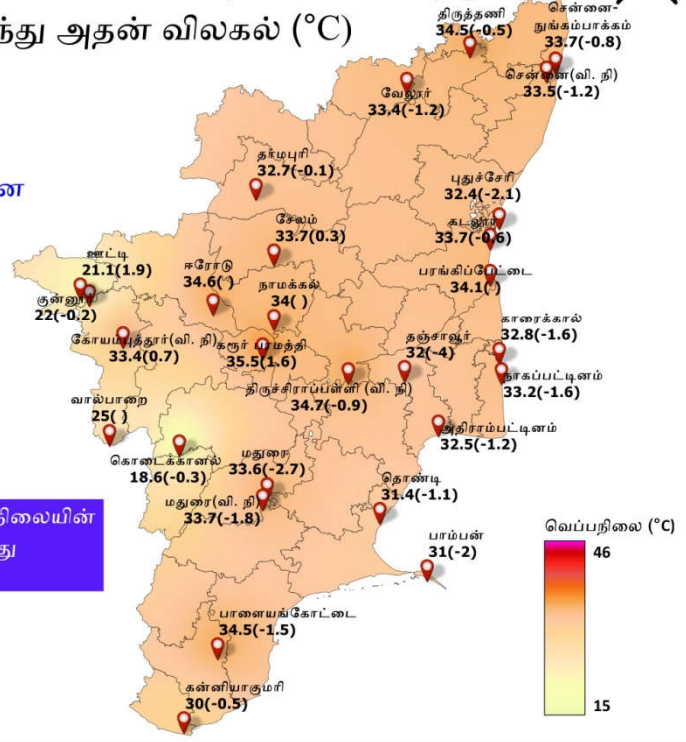 ந்து அதன் விலகல் (°C)
திருத்தணி
34.5(-0.5)
சென்னை-
நுங்கம்பாக்கம்
33.7(-0.8)
சென்னை(வி. நி)
33.5(-1.2)
வேலூர்
33.4(-1.2)
தர்மபுரி
32.7(-0.1)
ன
புதுச்சேரி
32.4(-2.1)
சேலம்
33.7(0.3)
கடலூர்
33.7(-0.6)
ஊட்டி
21.1(1.9)
ஈரோடு
34.6( )
நாமக்கல்
34( )
பரங்கிப்பேட்டை
34.1( )
குன்னூர்
22(-0.2)
காரைக்கால்
32.8(-1.6)
கோயம்புத்தூர்(வி. நி)
33.4(0.7)
கரூர் பரமத்தி
35.5(1.6)
தஞ்சாவூர்
32(-4)
நாகப்பட்டினம்
33.2(-1.6)
திருச்சிராப்பள்ளி (வி. நி)
34.7(-0.9)
வால்பாறை
25( )
அதிராம்பட்டினம்
32.5(-1.2)
கொடைக்கானல்
18.6(-0.3)
மதுரை
33.6(-2.7)
மதுரை(வி. நி)
33.7(-1.8)
தொண்டி
31.4(-1.1)
நிலையின்
து
பாம்பன்
31(-2)
வெப்பநிலை (°C)
46
15
பாளையங்கோட்டை
34.5(-1.5)
கன்னியாகுமரி
30(-0.5)